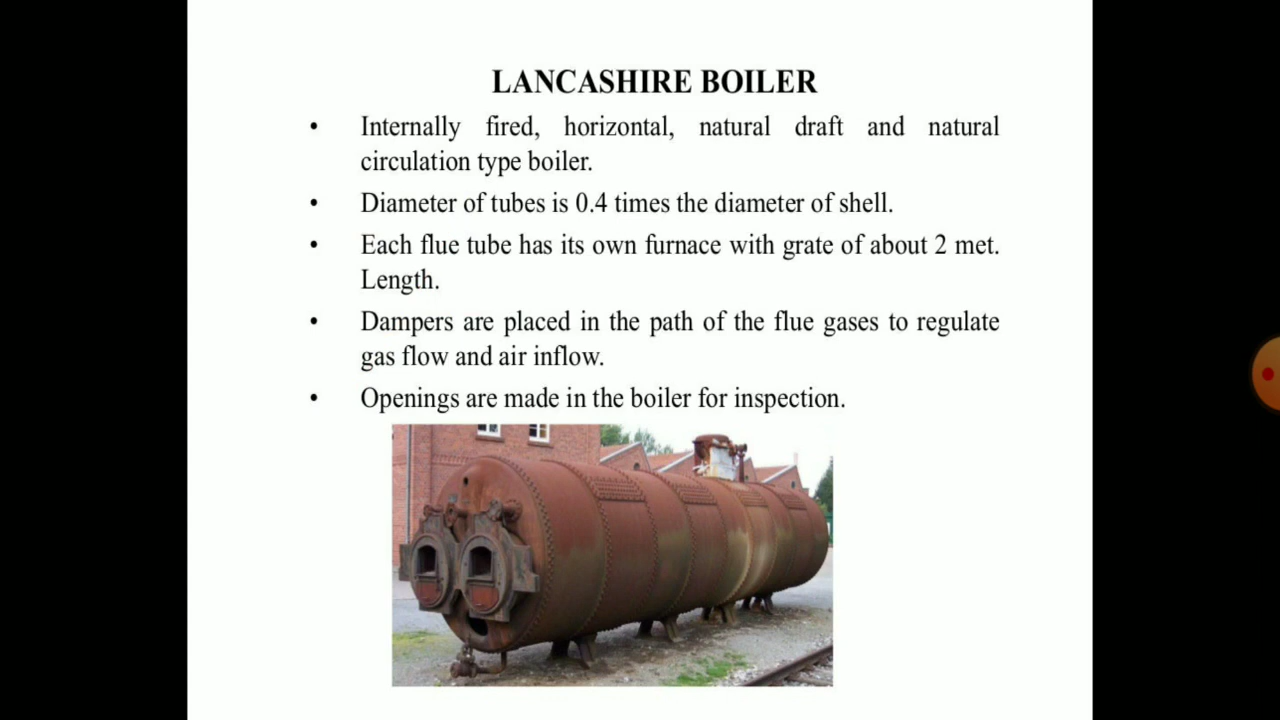 LANCASHIRE BOILER
• Internally fired, horizontal, natural draft and natural
circulation type boiler.
• Diameter of tubes is 0.4 times the diameter of shell.
• Each flue tube has its own furnace with grate of about 2 met.
Length.
• Dampers are placed in the path of the flue gases to regulate
gas flow and air inflow.
• Openings are made in the boiler for inspection.